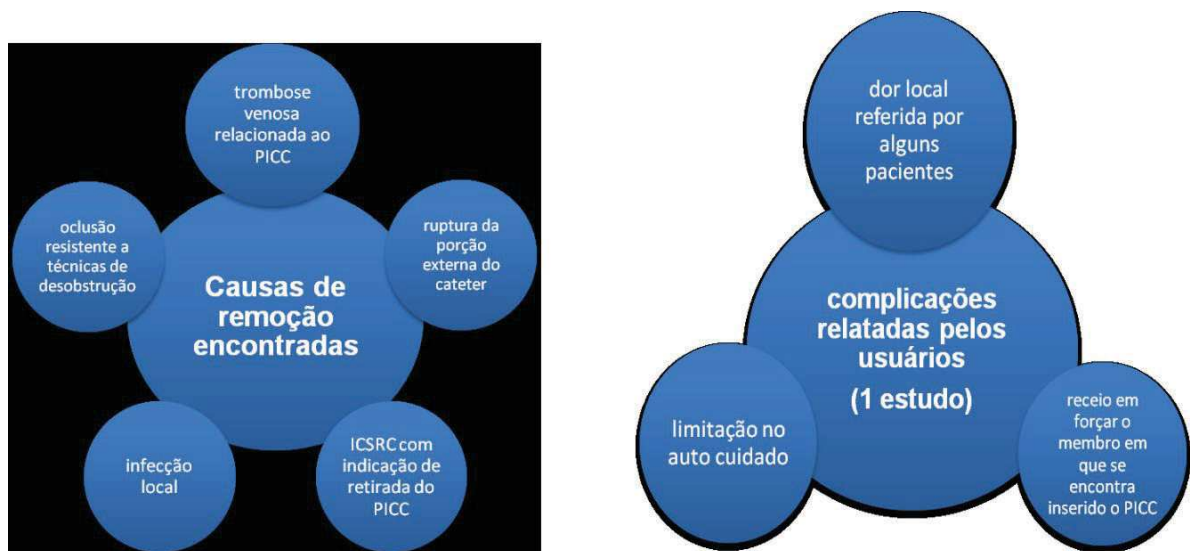 trombose
venosa
relacionada ao
PICC
oclusão
resistente a
técnicas de
desobstrução
ruptura da
porção
externa do
cateter
Causas de
remoção
encontradas
infecção
local
ICSRC com
indicação de
retirada do
PICC
dor local
referida por
alguns
pacientes
complicações
relatadas pelos
usuários
(1 estudo)
limitação no
auto cuidado
receio em
forçar o
membro em
que se
encontra
inserido o PICC